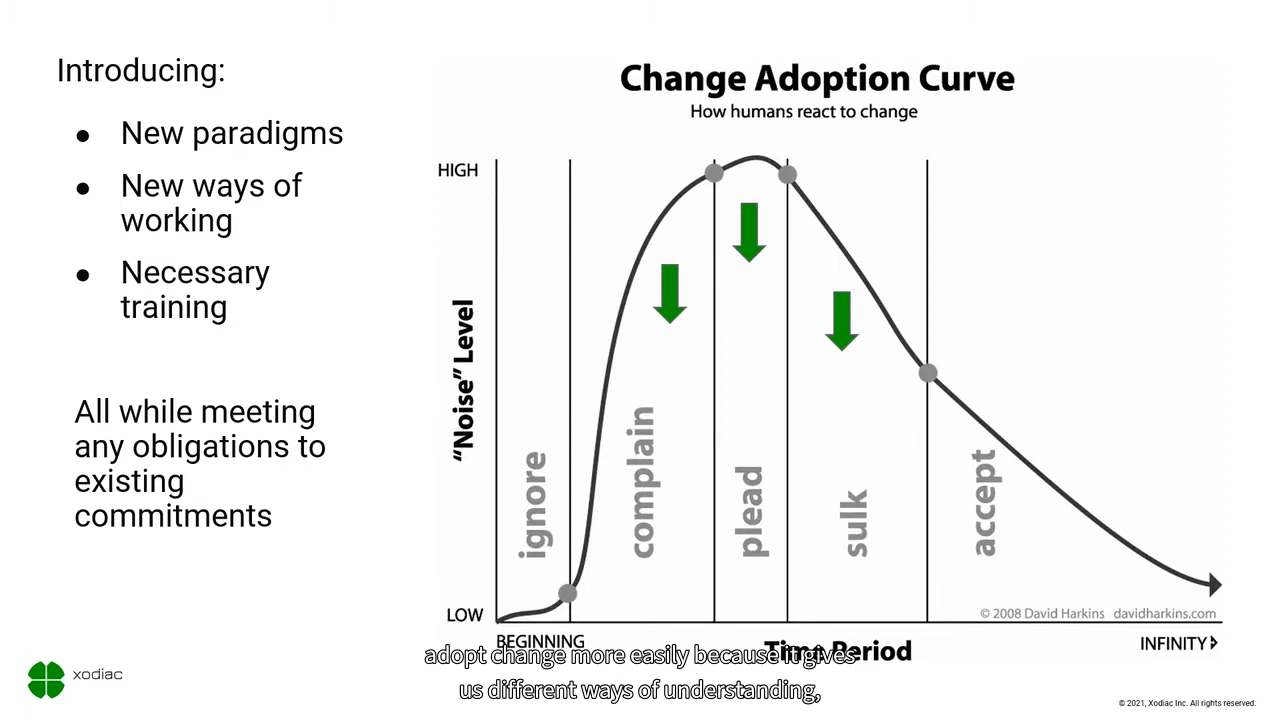 Introducing:
● New paradigms
● New ways of
working
● Necessary
training
All while meeting
any obligations to
existing
commitments
Change Adoption Curve
How humans react to change
HIGH
"Noise" Level
LOW
ignore
complain
plead
sulk
accept
© 2008 David Harkins davidharkins.com
BEGINNING
Time Period
INFINITY
adopt change more easily because it gives
us different ways of understanding,
xodiac
© 2021, Xodiac Inc. All rights reserved.